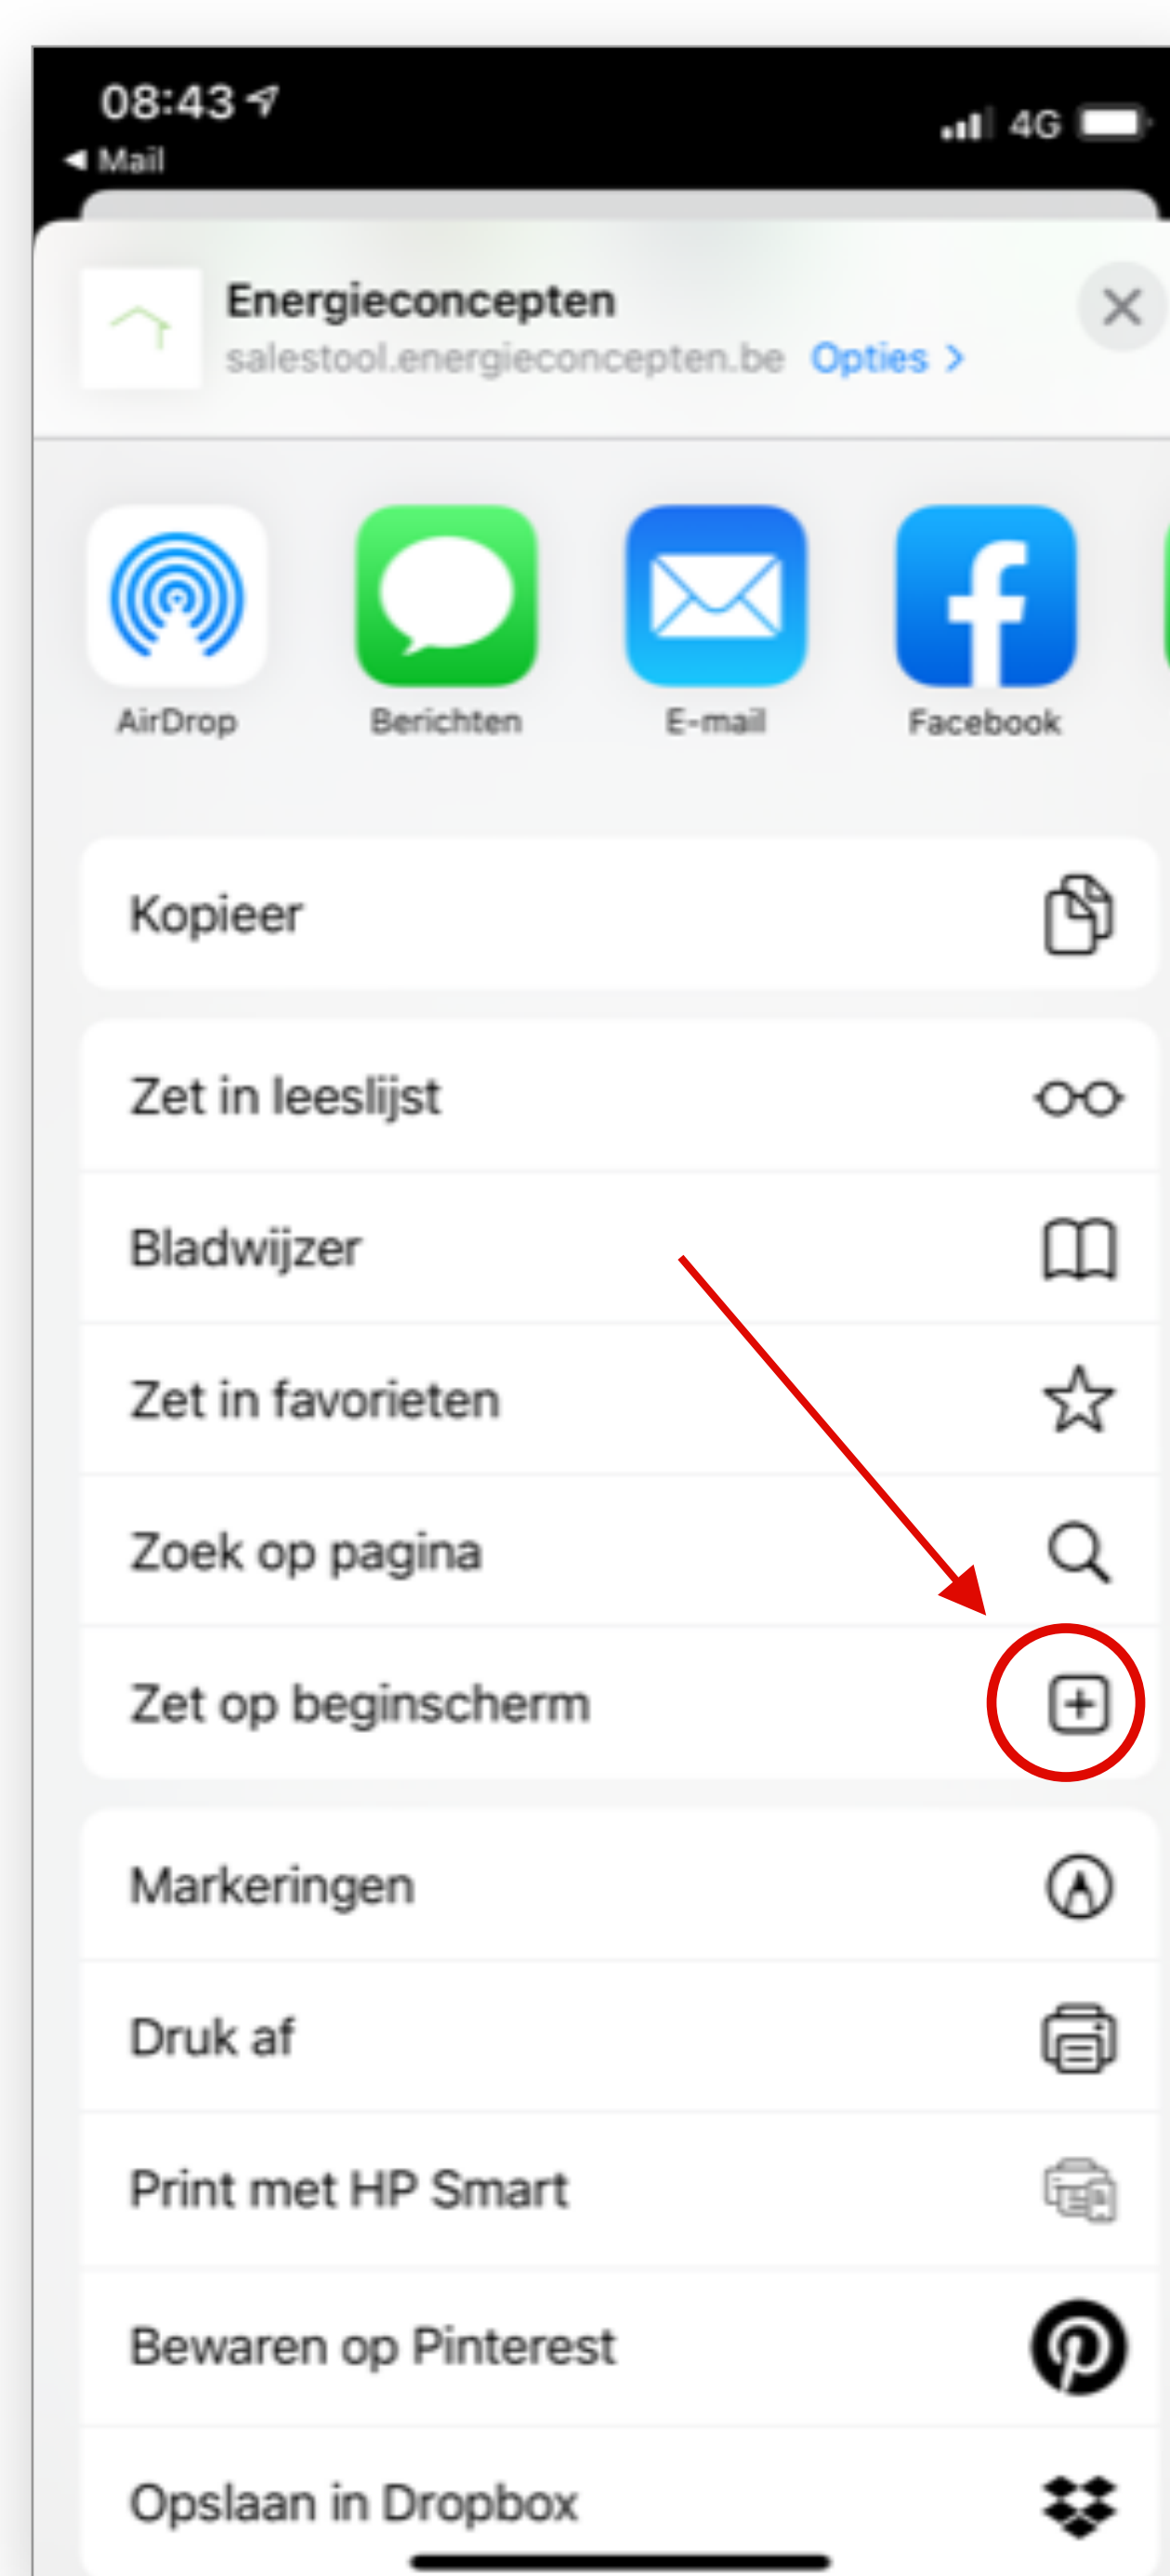 08:43
4G
Mail
Energieconcepten
salestool.energieconcepten.be Opties
AirDrop
Berichten
E-mail
Facebook
Kopieer
Zet in leeslijst
Bladwijzer
Zet in favorieten
Zoek op pagina
Zet op beginscherm
Markeringen
Druk af
Print met HP Smart
Bewaren op Pinterest
Opslaan in Dropbox